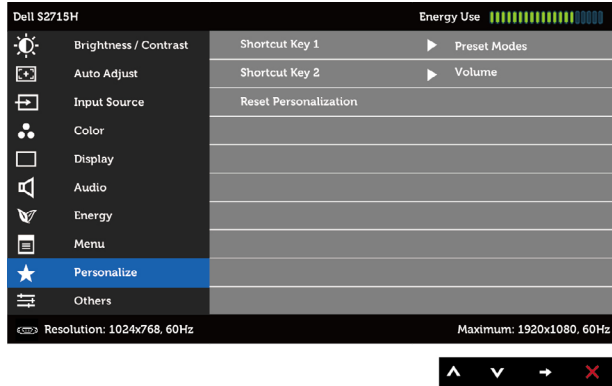 Dell S2715H Energy Use
Brightness / Contrast Shortcut Key 1 Preset Modes
Auto Adjust Shortcut Key 2 Volume
Input Source Reset Personalization
Color
Display
Audio
Energy
Menu
Personalize
Others
Resolution: 1024x768, 60Hz Maximum: 1920x1080, 60Hz